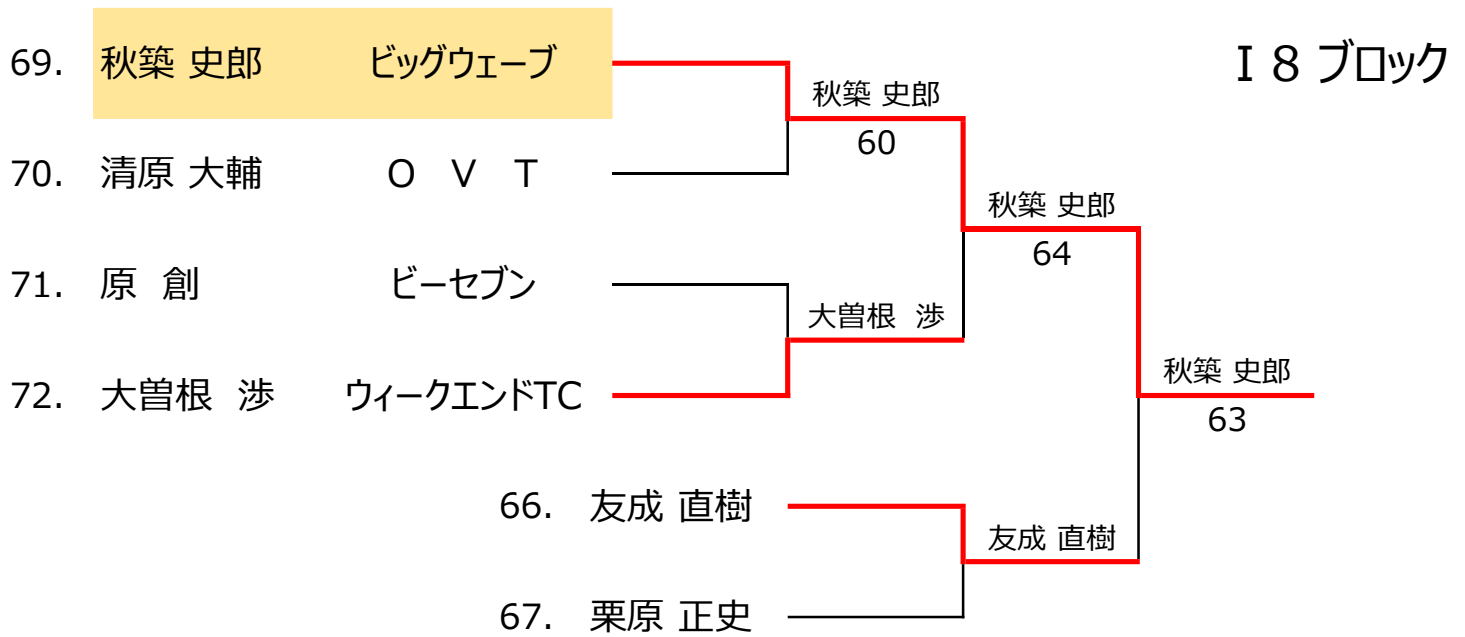 69. 秋築 史郎 ビッグウェーブ
Ⅰ 8 ブロック
秋築 史郎
60
70. 清原 大輔 O V T
秋築 史郎
64
71. 原 創 ビーセブン
大曽根 渉
72. 大曽根 渉 ウィークエンドTC
秋築 史郎
63
66. 友成 直樹
友成 直樹
67. 栗原 正史